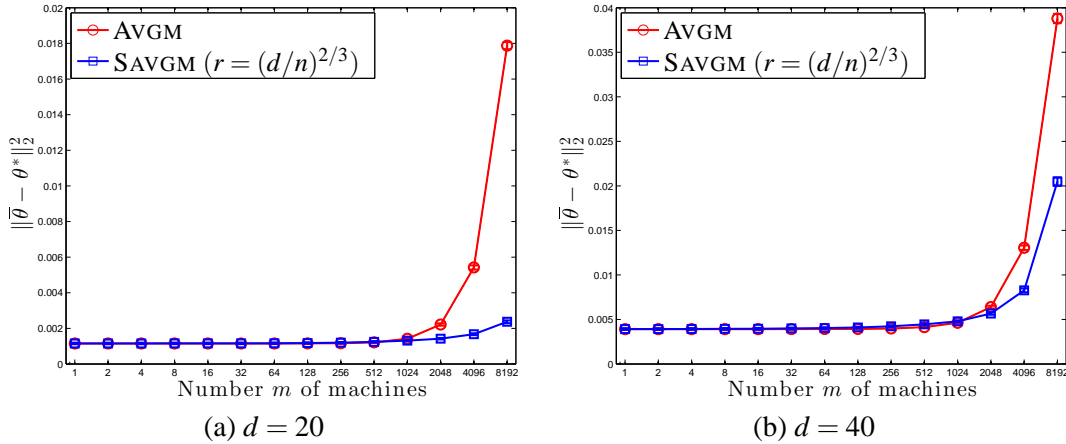 0.02
0.018
0.016
0.014
0.012
0.01
0.008
0.006
0.004
0.002
0
AVGM
SAVGM (r = (d/n)^{2/3})
‖θ̅ − θ*‖₂²
1 2 4 8 16 32 64 128 256 512 1024 2048 4096 8192
Number m of machines
(a) d = 20
0.04
0.035
0.03
0.025
0.02
0.015
0.01
0.005
0
AVGM
SAVGM (r = (d/n)^{2/3})
‖θ̅ − θ*‖₂²
1 2 4 8 16 32 64 128 256 512 1024 2048 4096 8192
Number m of machines
(b) d = 40